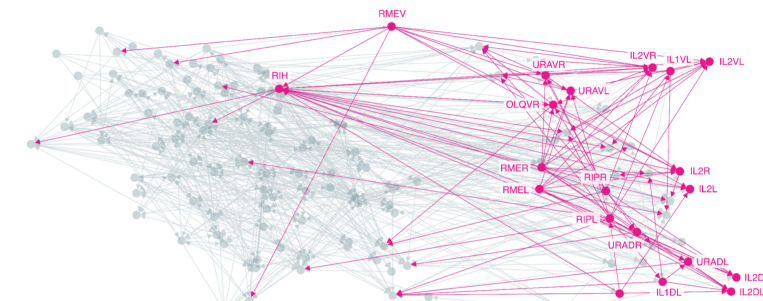 RMEV
IL2VR
IL1VL
IL2VL
URAVR
RIH
URAVL
OLQVR
RMER
IL2R
RIPR
RMEL
IL2L
RIPL
URADR
URADL
IL2D
IL1DL
IL2DL